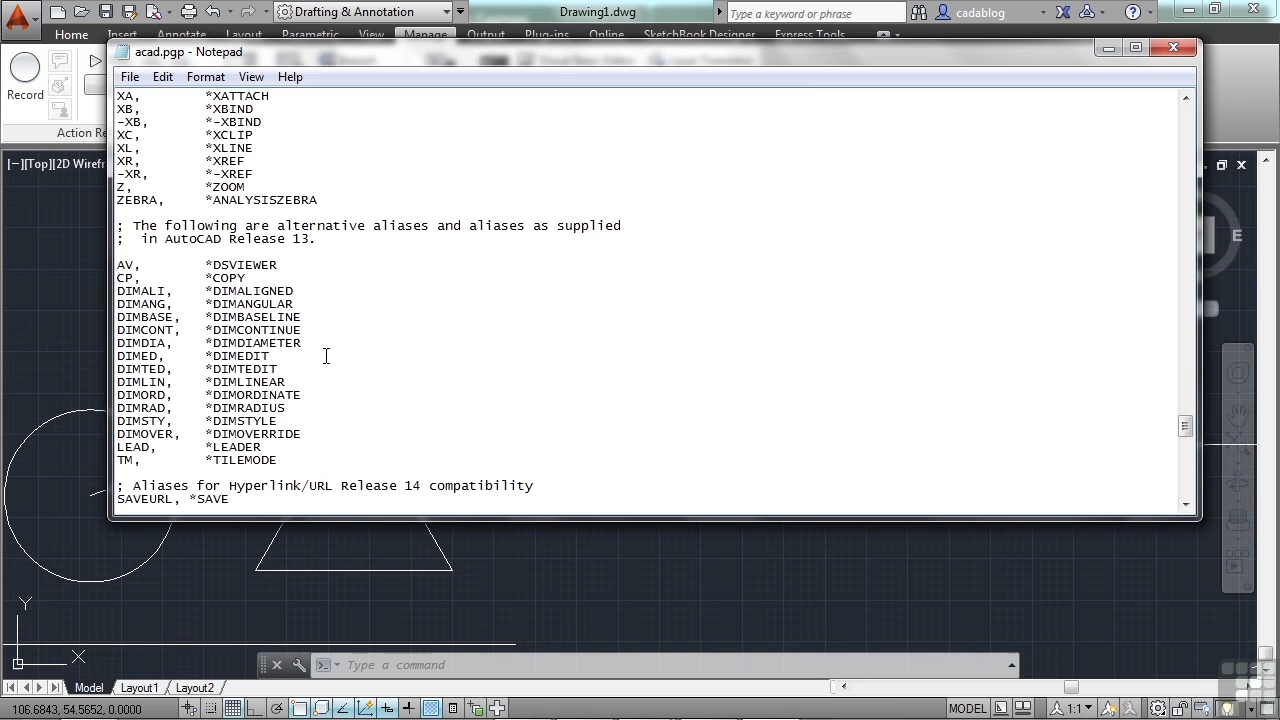 Drafting & Annotation
Drawing1.dwg
Type a keyword or phrase
cadablog
Home
Insert
Annotate
Layout
Parametric
View
Manage
Output
Plug-ins
Online
SketchBook Designer
Express Tools
acad.pgp - Notepad
File Edit Format View Help
Record
Action Re
[−][Top][2D Wirefr
XA, *XATTACH
XB, *XBIND
-XB, *-XBIND
XC, *XCLIP
XL, *XLINE
XR, *XREF
-XR, *-XREF
Z, *ZOOM
ZEBRA, *ANALYSISZEBRA
; The following are alternative aliases and aliases as supplied
;  in AutoCAD Release 13.
AV, *DSVIEWER
CP, *COPY
DIMALI, *DIMALIGNED
DIMANG, *DIMANGULAR
DIMBASE, *DIMBASELINE
DIMCONT, *DIMCONTINUE
DIMDIA, *DIMDIAMETER
DIMED, *DIMEDIT
DIMTED, *DIMTEDIT
DIMLIN, *DIMLINEAR
DIMORD, *DIMORDINATE
DIMRAD, *DIMRADIUS
DIMSTY, *DIMSTYLE
DIMOVER, *DIMOVERRIDE
LEAD, *LEADER
TM, *TILEMODE
; Aliases for Hyperlink/URL Release 14 compatibility
SAVEURL, *SAVE
E
Y
X
Type a command
Model Layout1 Layout2
106.6843, 54.5652, 0.0000
MODEL
1:1